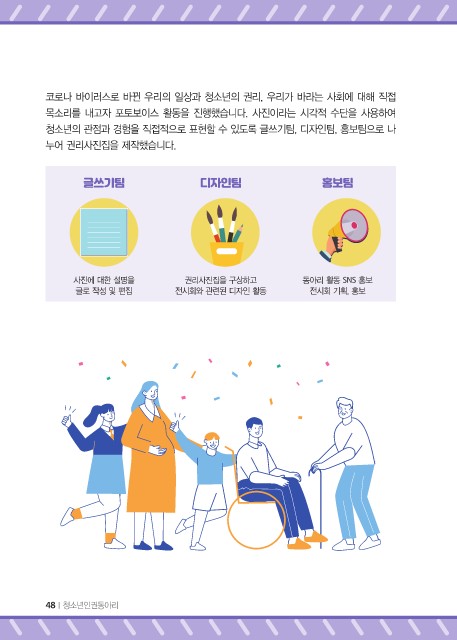 코로나 바이러스로 바뀐 우리의 일상과 청소년의 권리, 우리가 바라는 사회에 대해 직접
목소리를 내고자 포토보이스 활동을 진행했습니다. 사진이라는 시각적 수단을 사용하여
청소년의 관점과 경험을 직접적으로 표현할 수 있도록 글쓰기팀, 디자인팀, 홍보팀으로 나
누어 권리사진집을 제작했습니다.
글쓰기팀
디자인팀
홍보팀
사진에 대한 설명을
글로 작성 및 편집
권리사진집을 구상하고
전시회와 관련된 디자인 활동
동아리 활동 SNS 홍보
전시회 기획, 홍보
48 | 청소년인권동아리